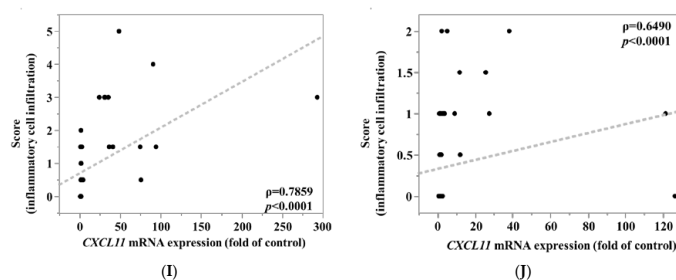 6
5
4
3
2
1
0
Score
(inflammatory cell infiltration)
ρ=0.7859
p<0.0001
0 50 100 150 200 250 300
CXCL11 mRNA expression (fold of control)
(I)
2
1.5
1
0.5
0
Score
(inflammatory cell infiltration)
ρ=0.6490
p<0.0001
0 20 40 60 80 100 120
CXCL11 mRNA expression (fold of control)
(J)